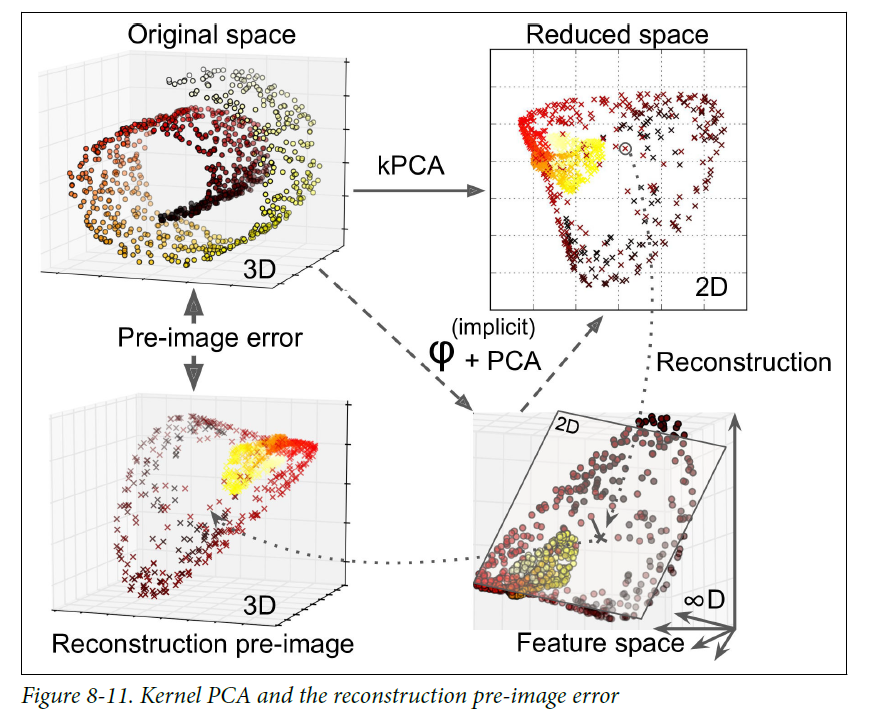 Original space
Reduced space
kPCA
3D
2D
Pre-image error
(implicit)
φ + PCA
Reconstruction
2D
3D
∞D
Reconstruction pre-image
Feature space
Figure 8-11. Kernel PCA and the reconstruction pre-image error